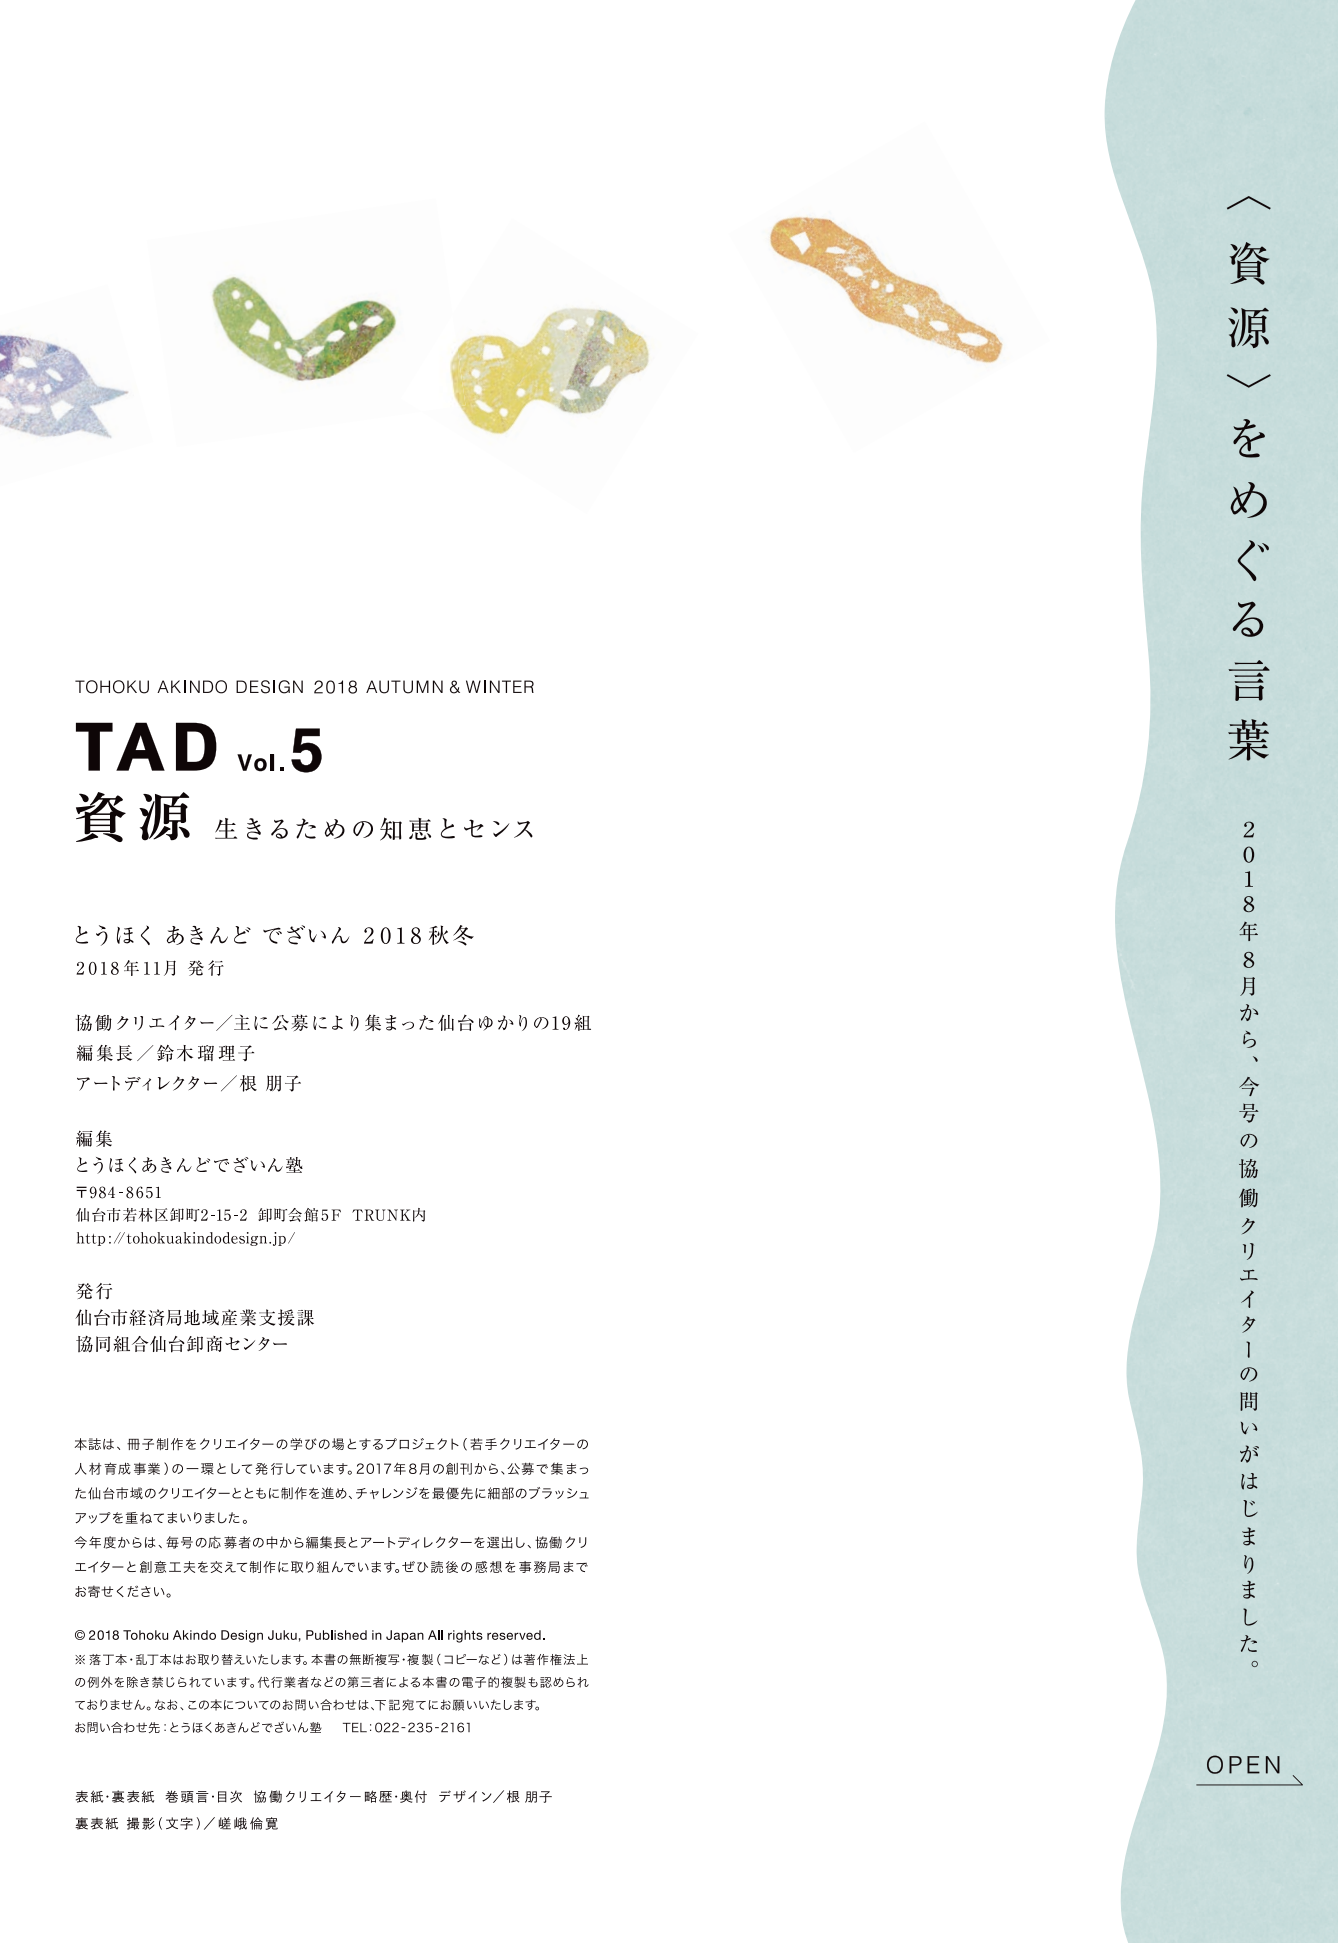 〈資源〉をめぐる言葉
2018年8月から、今号の協働クリエイターの問いがはじまりました。
OPEN
TOHOKU AKINDO DESIGN 2018 AUTUMN & WINTER
TAD Vol.5
資源 生きるための知恵とセンス
とうほく あきんど でざいん 2018秋冬
2018年11月 発行
協働クリエイター／主に公募により集まった仙台ゆかりの19組
編集長／鈴木瑠理子
アートディレクター／根 朋子
編集
とうほくあきんどでざいん塾
〒984-8651
仙台市若林区卸町2-15-2 卸町会館5F TRUNK内
http://tohokuakindodesign.jp/
発行
仙台市経済局地域産業支援課
協同組合仙台卸商センター
本誌は、冊子制作をクリエイターの学びの場とするプロジェクト（若手クリエイターの
人材育成事業）の一環として発行しています。2017年8月の創刊から、公募で集まっ
た仙台市域のクリエイターとともに制作を進め、チャレンジを最優先に細部のブラッシュ
アップを重ねてまいりました。
今年度からは、毎号の応募者の中から編集長とアートディレクターを選出し、協働クリ
エイターと創意工夫を交えて制作に取り組んでいます。ぜひ読後の感想を事務局まで
お寄せください。
© 2018 Tohoku Akindo Design Juku, Published in Japan All rights reserved.
※落丁本・乱丁本はお取り替えいたします。本書の無断複写・複製（コピーなど）は著作権法上
の例外を除き禁じられています。代行業者などの第三者による本書の電子的複製も認められ
ておりません。なお、この本についてのお問い合わせは、下記宛てにお願いいたします。
お問い合わせ先：とうほくあきんどでざいん塾 TEL：022-235-2161
表紙・裏表紙 巻頭言・目次 協働クリエイター略歴・奥付 デザイン／根 朋子
裏表紙 撮影（文字）／嵯峨倫寛